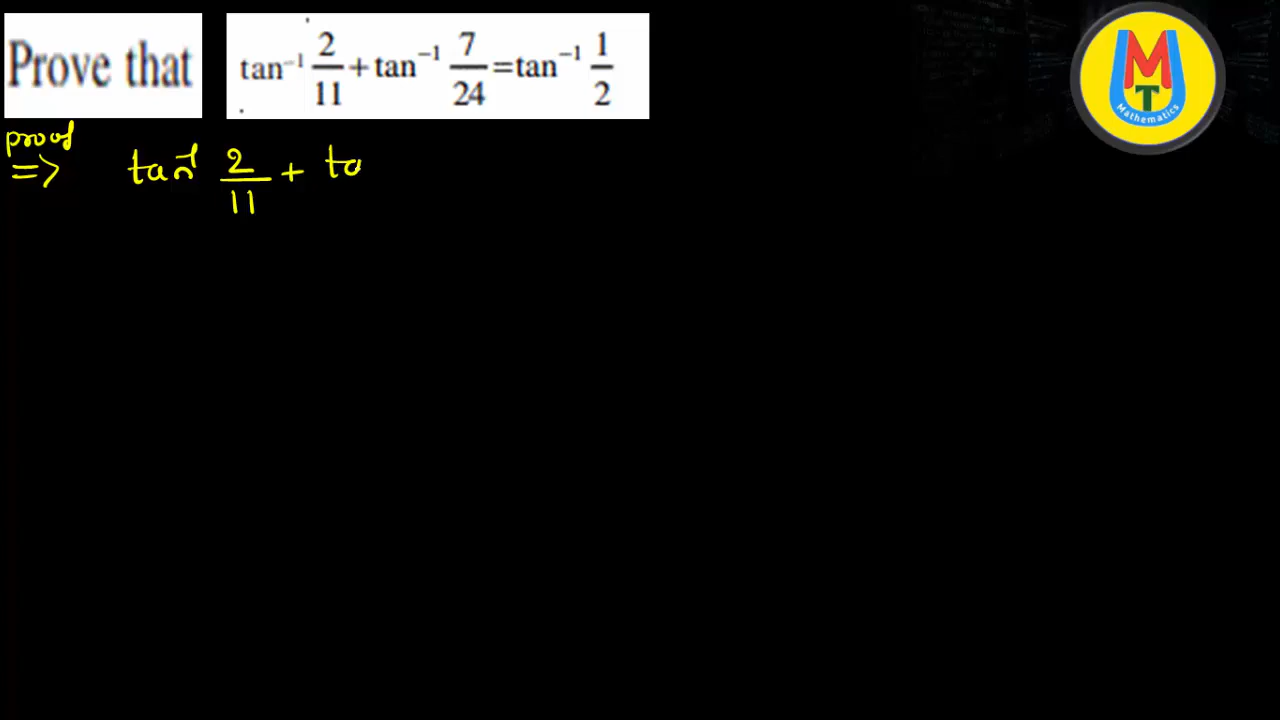 Prove that tan⁻¹ 2/11 + tan⁻¹ 7/24 = tan⁻¹ 1/2
proof
=> tan⁻¹ 2/11 + ta
M
U
T
Mathematics